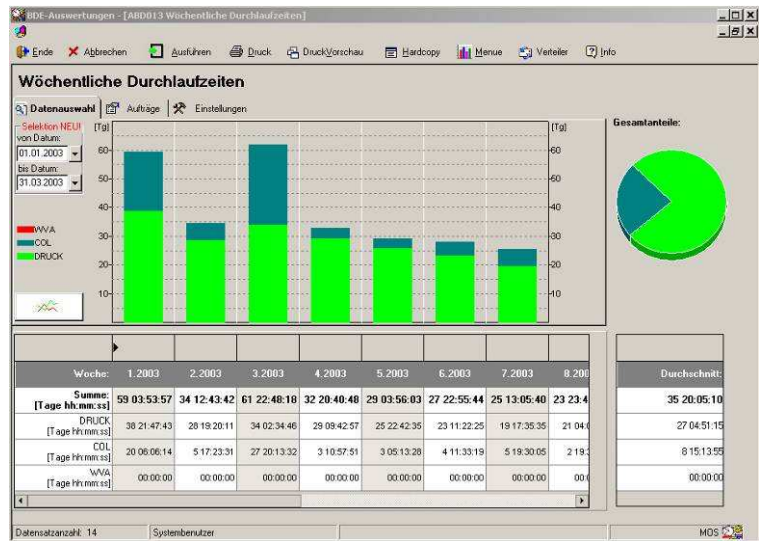 BDE-Auswertungen - [ABD013 Wöchentliche Durchlaufzeiten]
Ende Abbrechen Ausführen Druck DruckVorschau Hardcopy Menue Verteiler Info
Wöchentliche Durchlaufzeiten
Datenauswahl Aufträge Einstellungen
Selektion NEU!
von Datum:
01.01.2003
bis Datum:
31.03.2003
WVA
COL
DRUCK
[Tg] [Tg]
60 60
50 50
40 40
30 30
20 20
10 10
Gesamtanteile:
Woche: 1.2003 2.2003 3.2003 4.2003 5.2003 6.2003 7.2003 8.200 Durchschnitt:
Summe: [Tage hh:mm:ss] 59 03:53:57 34 12:43:42 61 22:48:18 32 20:40:48 29 03:56:03 27 22:55:44 25 13:05:40 23 23:4 35 20:05:10
DRUCK [Tage hh:mm:ss] 38 21:47:43 28 19:20:11 34 02:34:46 29 09:42:57 25 22:42:35 23 11:22:25 19 17:35:35 21 04: 27 04:51:15
COL [Tage hh:mm:ss] 20 06:06:14 5 17:23:31 27 20:13:32 3 10:57:51 3 05:13:28 4 11:33:19 5 19:30:05 2 19: 8 15:13:55
WVA [Tage hh:mm:ss] 00:00:00 00:00:00 00:00:00 00:00:00 00:00:00 00:00:00 00:00:00 00: 00:00:00
Datensatzanzahl: 14 Systembenutzer MOS